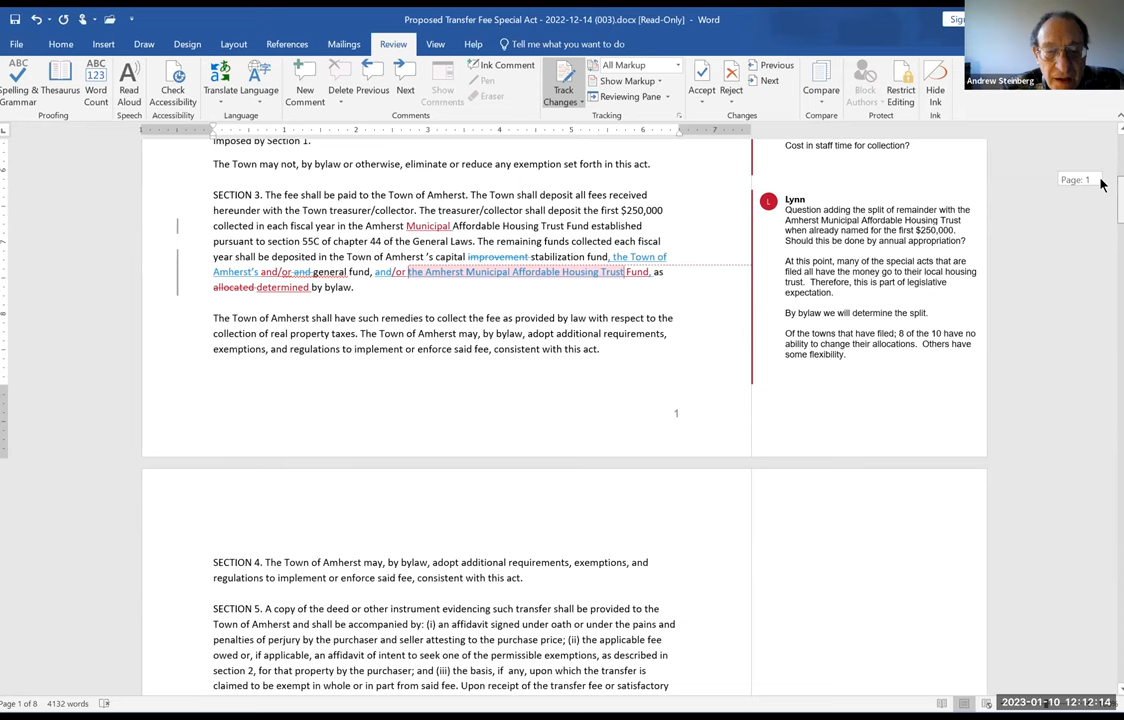 Proposed Transfer Fee Special Act - 2022-12-14 (003).docx [Read-Only] - Word
Sign
File Home Insert Draw Design Layout References Mailings Review View Help Tell me what you want to do
Andrew Steinberg
ABC Spelling & Grammar
Thesaurus
ABC 123 Word Count
Read Aloud
Check Accessibility
Translate
Language
New Comment
Delete
Previous
Next
Show Comments
Ink Comment
Pen
Eraser
Track Changes
All Markup
Show Markup
Reviewing Pane
Accept
Reject
Previous
Next
Compare
Block Authors
Restrict Editing
Hide Ink
Proofing Speech Accessibility Language Comments Tracking Changes Compare Protect Ink
1 1 2 3 4 5 6 7
imposed by Section 1.
The Town may not, by bylaw or otherwise, eliminate or reduce any exemption set forth in this act.
SECTION 3. The fee shall be paid to the Town of Amherst. The Town shall deposit all fees received
hereunder with the Town treasurer/collector. The treasurer/collector shall deposit the first $250,000
collected in each fiscal year in the Amherst Municipal Affordable Housing Trust Fund established
pursuant to section 55C of chapter 44 of the General Laws. The remaining funds collected each fiscal
year shall be deposited in the Town of Amherst 's capital improvement stabilization fund, the Town of
Amherst's and/or and general fund, and/or the Amherst Municipal Affordable Housing Trust Fund, as
allocated determined by bylaw.
The Town of Amherst shall have such remedies to collect the fee as provided by law with respect to the
collection of real property taxes. The Town of Amherst may, by bylaw, adopt additional requirements,
exemptions, and regulations to implement or enforce said fee, consistent with this act.
1
Cost in staff time for collection?
Page: 1
L
Lynn
Question adding the split of remainder with the
Amherst Municipal Affordable Housing Trust
when already named for the first $250,000.
Should this be done by annual appropriation?
At this point, many of the special acts that are
filed all have the money go to their local housing
trust. Therefore, this is part of legislative
expectation.
By bylaw we will determine the split.
Of the towns that have filed; 8 of the 10 have no
ability to change their allocations. Others have
some flexibility.
SECTION 4. The Town of Amherst may, by bylaw, adopt additional requirements, exemptions, and
regulations to implement or enforce said fee, consistent with this act.
SECTION 5. A copy of the deed or other instrument evidencing such transfer shall be provided to the
Town of Amherst and shall be accompanied by: (i) an affidavit signed under oath or under the pains and
penalties of perjury by the purchaser and seller attesting to the purchase price; (ii) the applicable fee
owed or, if applicable, an affidavit of intent to seek one of the permissible exemptions, as described in
section 2, for that property by the purchaser; and (iii) the basis, if any, upon which the transfer is
claimed to be exempt in whole or in part from said fee. Upon receipt of the transfer fee or satisfactory
Page 1 of 8 4132 words
2023-01-10 12:12:14